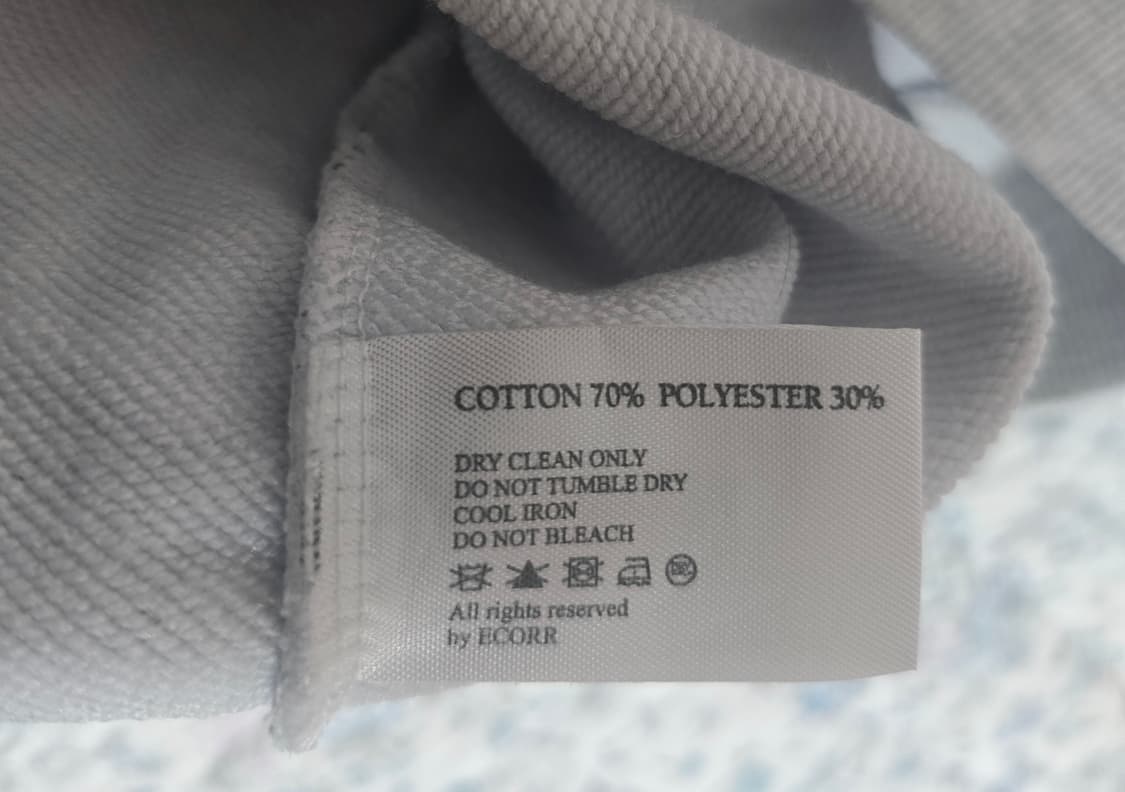 COTTON 70% POLYESTER 30%
DRY CLEAN ONLY
DO NOT TUMBLE DRY
COOL IRON
DO NOT BLEACH
All rights reserved
by ECORR